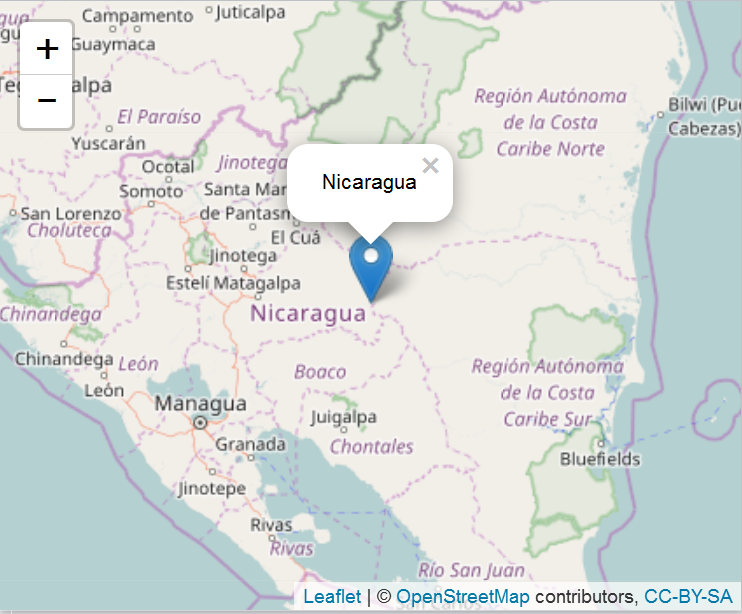 Campamento
Juticalpa
Guaymaca
+
−
El Paraíso
Yuscarán
Región Autónoma
de la Costa
Caribe Norte
Bilwi (Pue
Cabezas)
Ocotal
Jinotega
Somoto
Santa Mar
de Pantasm
Nicaragua
×
San Lorenzo
Choluteca
El Cuá
Jinotega
Estelí
Matagalpa
Chinandega
Nicaragua
Chinandega
León
León
Boaco
Región Autónoma
de la Costa
Caribe Sur
Managua
Juigalpa
Granada
Chontales
Bluefields
Jinotepe
Rivas
Rivas
Río San Juan
Leaflet | © OpenStreetMap contributors, CC-BY-SA